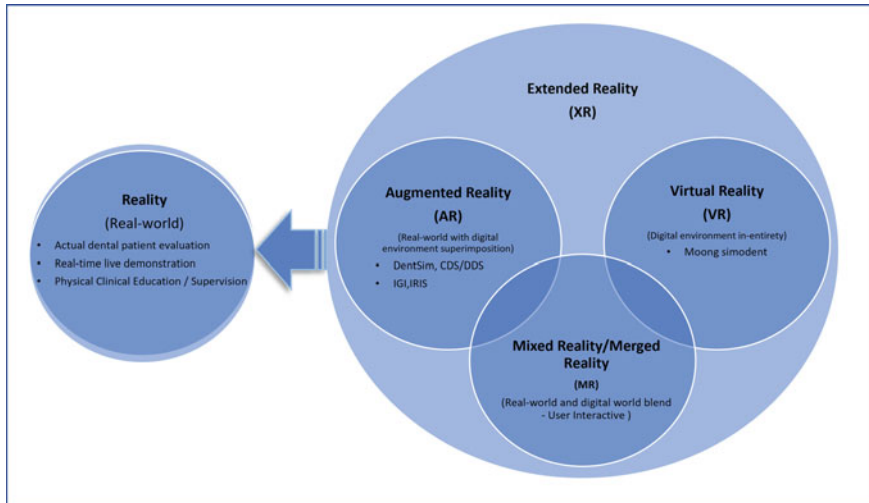 Extended Reality
(XR)
Reality
(Real-world)
• Actual dental patient evaluation
• Real-time live demonstration
• Physical Clinical Education / Supervision
Augmented Reality
(AR)
(Real-world with digital
environment superimposition)
• DentSim, CDS/DDS
• IGI,IRIS
Virtual Reality
(VR)
(Digital environment in-entirety)
• Moong simodent
Mixed Reality/Merged
Reality
(MR)
(Real-world and digital world blend
- User Interactive )